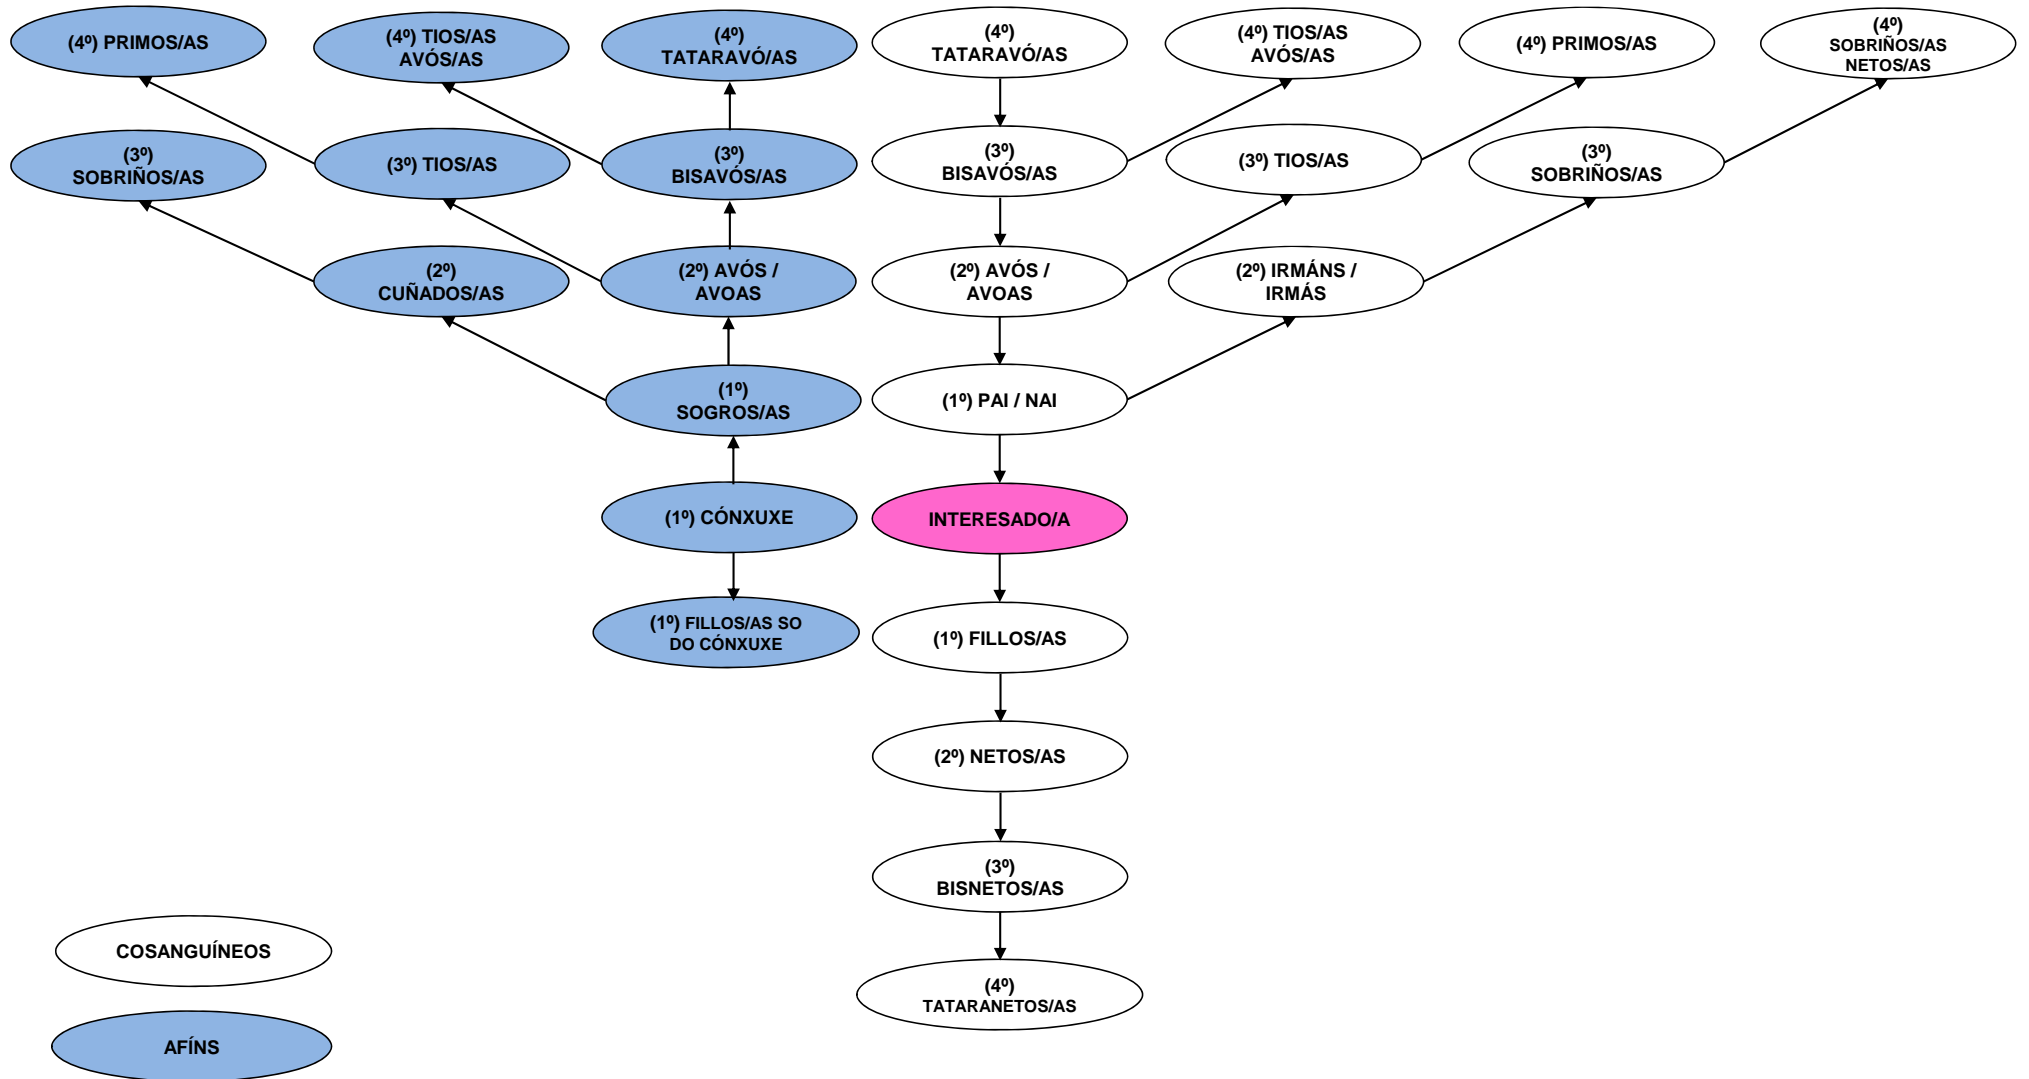 (4º) PRIMOS/AS
(4º) TIOS/AS
AVÓS/AS
(4º)
TATARAVÓ/AS
(4º)
TATARAVÓ/AS
(4º) TIOS/AS
AVÓS/AS
(4º) PRIMOS/AS
(4º)
SOBRIÑOS/AS
NETOS/AS
(3º)
SOBRIÑOS/AS
(3º) TIOS/AS
(3º)
BISAVÓS/AS
(3º)
BISAVÓS/AS
(3º) TIOS/AS
(3º)
SOBRIÑOS/AS
(2º)
CUÑADOS/AS
(2º) AVÓS /
AVOAS
(2º) AVÓS /
AVOAS
(2º) IRMÁNS /
IRMÁS
(1º)
SOGROS/AS
(1º) PAI / NAI
(1º) CÓNXUXE
INTERESADO/A
(1º) FILLOS/AS SO
DO CÓNXUXE
(1º) FILLOS/AS
(2º) NETOS/AS
(3º)
BISNETOS/AS
COSANGUÍNEOS
(4º)
TATARANETOS/AS
AFÍNS